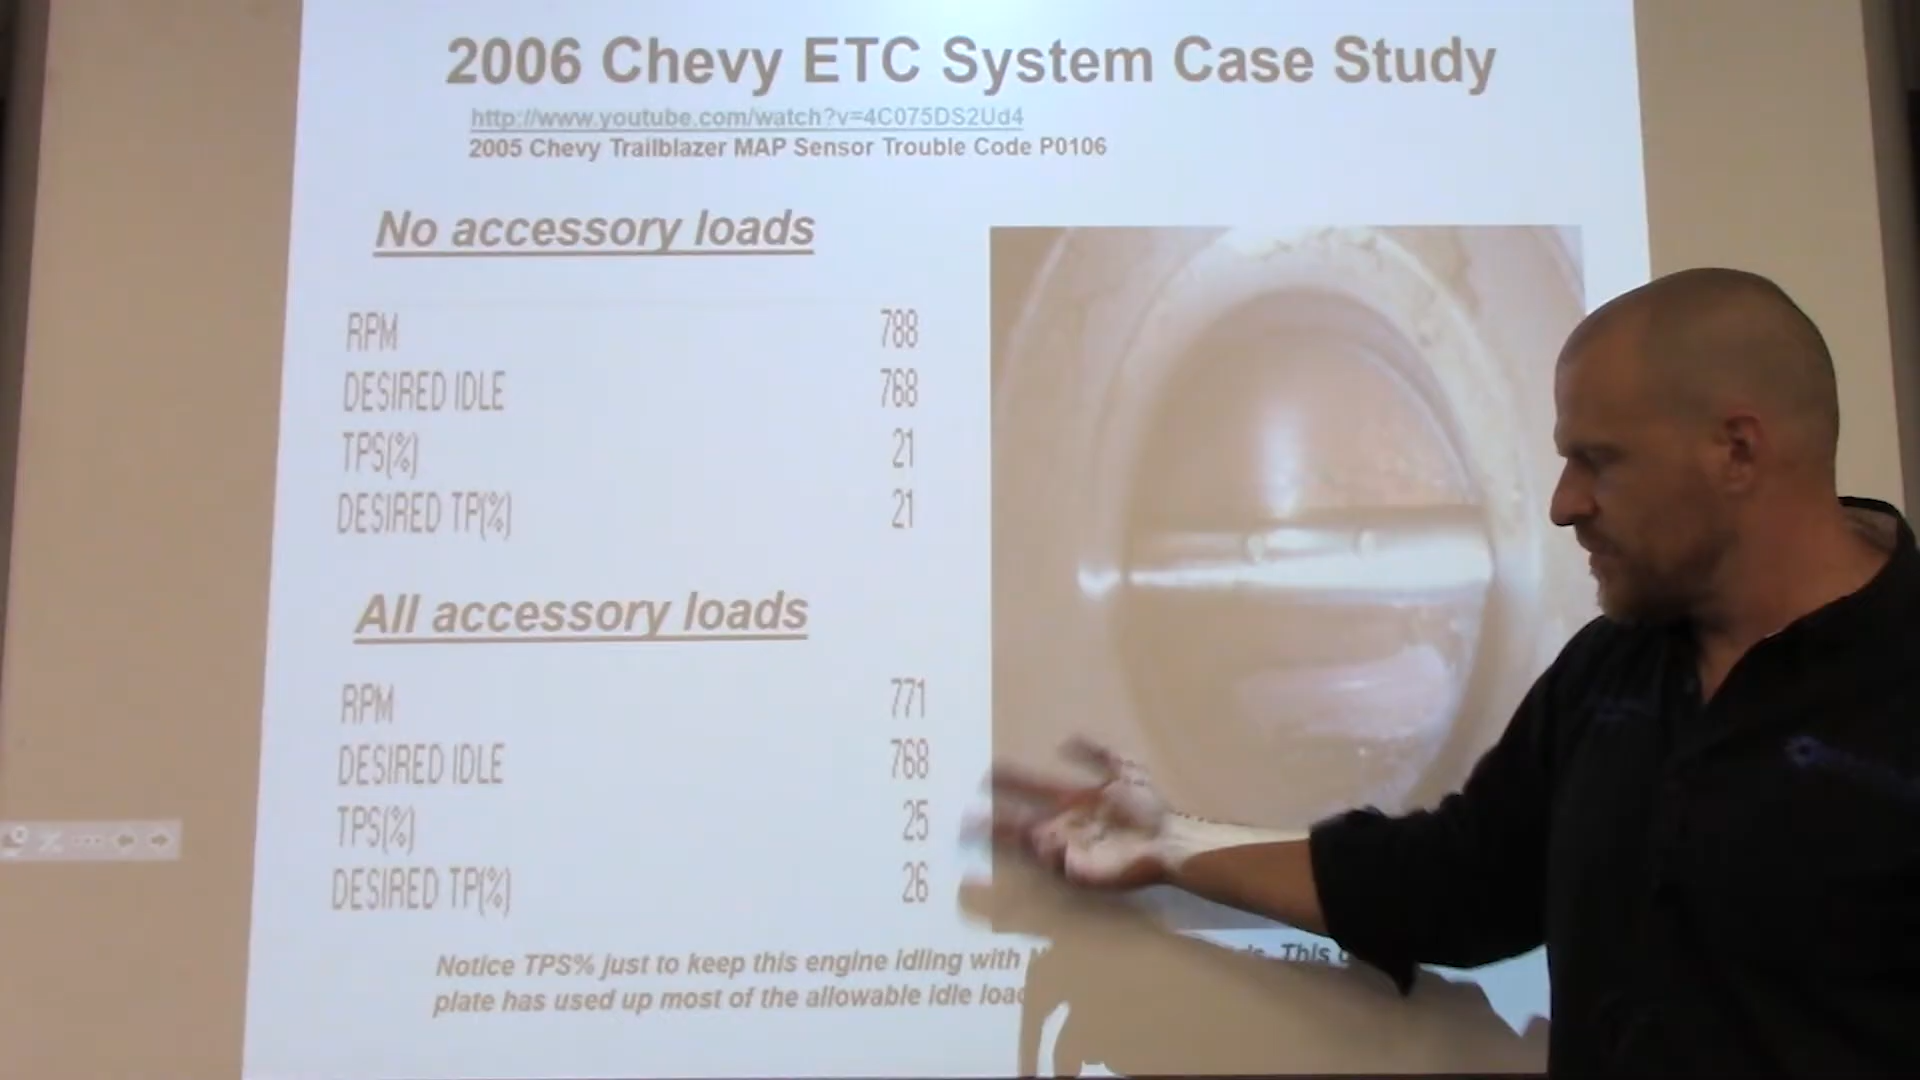 2006 Chevy ETC System Case Study
http://www.youtube.com/watch?v=4C075DS2Ud4
2005 Chevy Trailblazer MAP Sensor Trouble Code P0106
No accessory loads
RPM 788
DESIRED IDLE 768
TPS(%) 21
DESIRED TP(%) 21
All accessory loads
RPM 771
DESIRED IDLE 768
TPS(%) 25
DESIRED TP(%) 26
Notice TPS% just to keep this engine idling with This
plate has used up most of the allowable idle